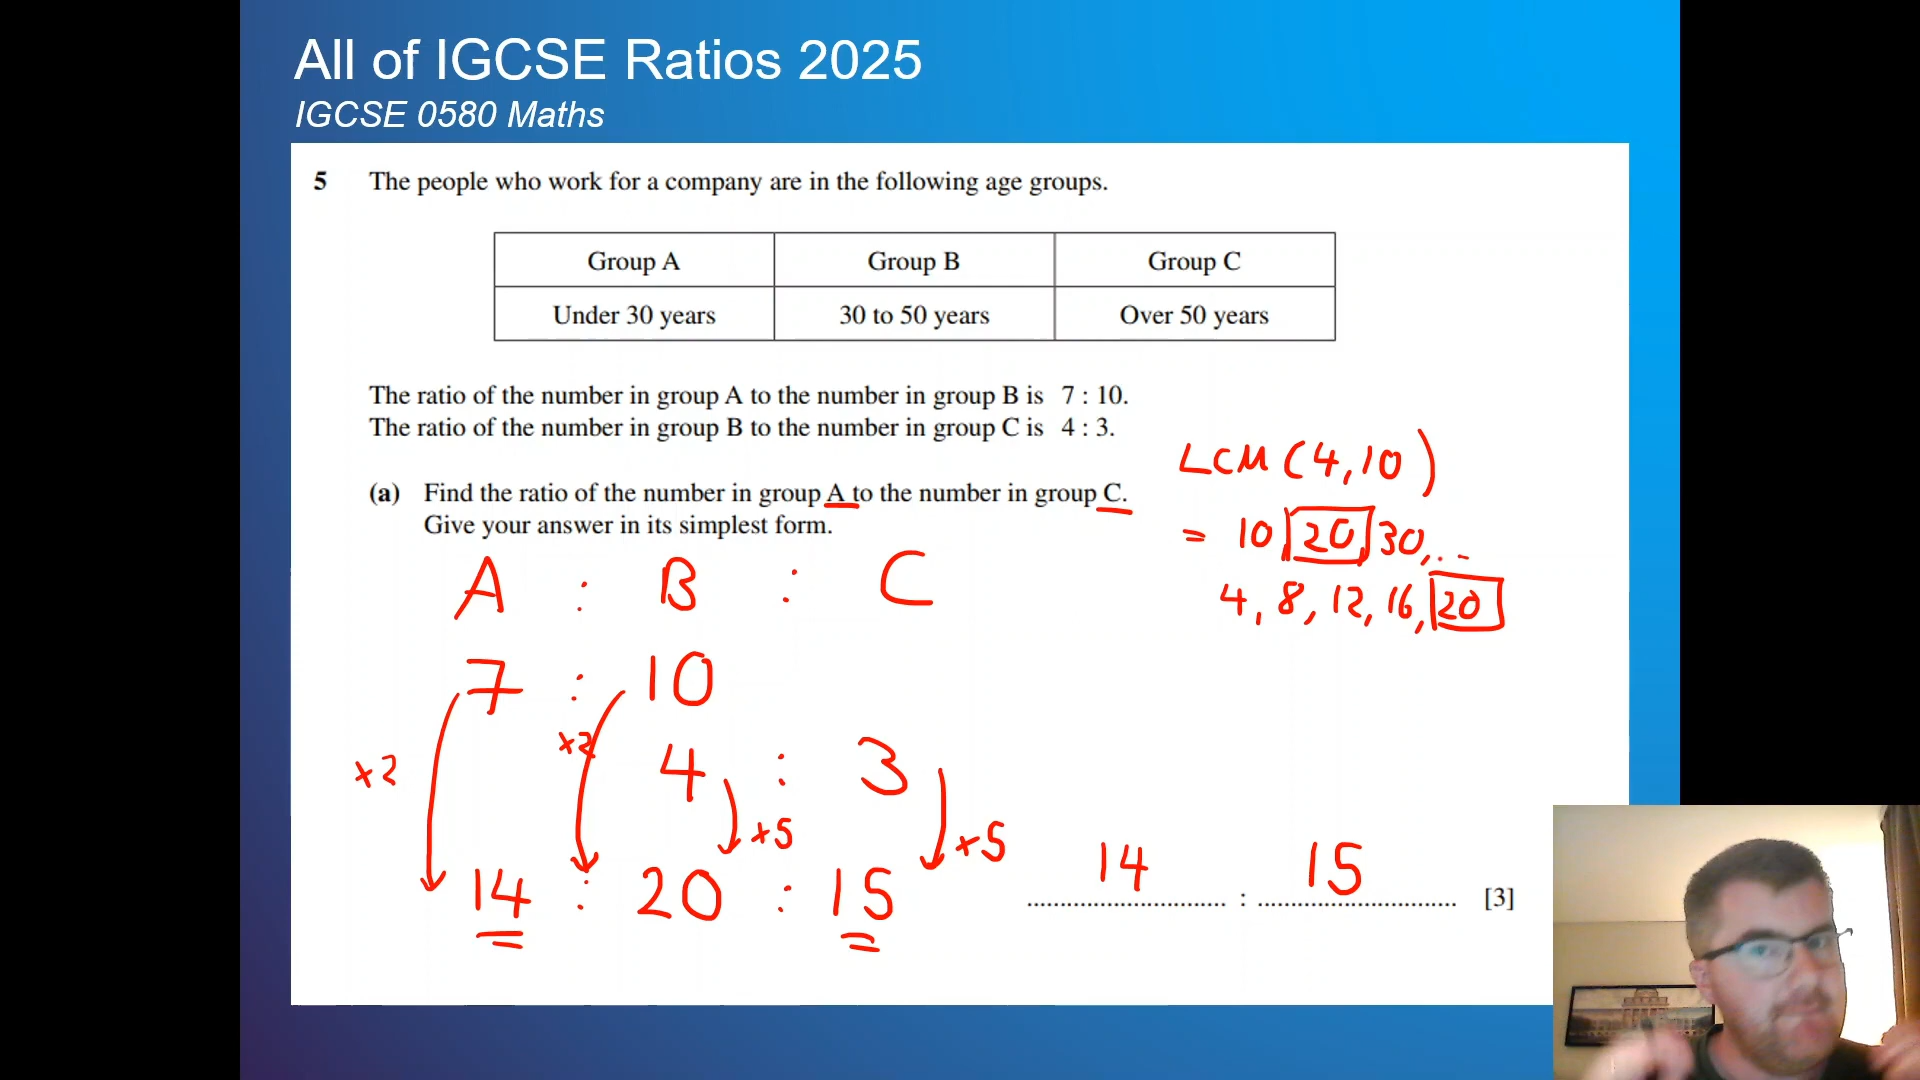 All of IGCSE Ratios 2025
IGCSE 0580 Maths
5 The people who work for a company are in the following age groups.
Group A Group B Group C
Under 30 years 30 to 50 years Over 50 years
The ratio of the number in group A to the number in group B is 7 : 10.
The ratio of the number in group B to the number in group C is 4 : 3.
(a) Find the ratio of the number in group A to the number in group C.
Give your answer in its simplest form.
LCM (4,10)
= 10, 20, 30, ...
4, 8, 12, 16, 20
A : B : C
7 : 10
×2 ×2 4 : 3
×5 ×5
14 : 20 : 15
14 : 15 [3]